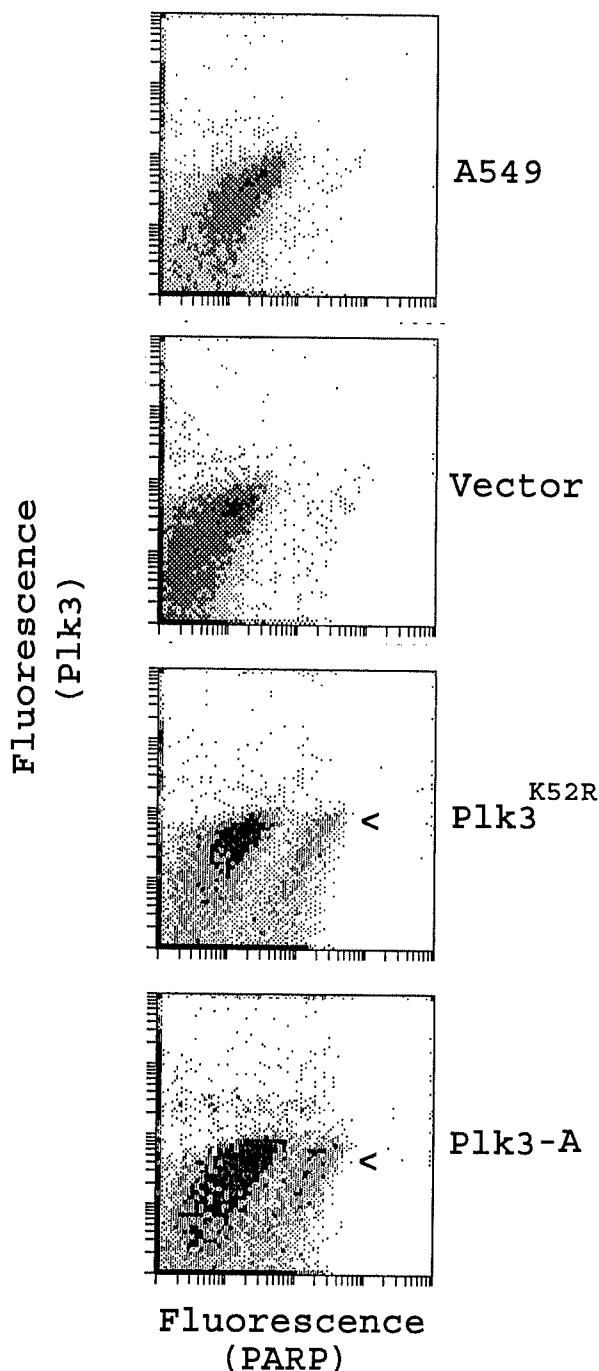 A549
Vector
Plk3K52R
Plk3-A
Fluorescence
(Plk3)
<
<
Fluorescence
(PARP)